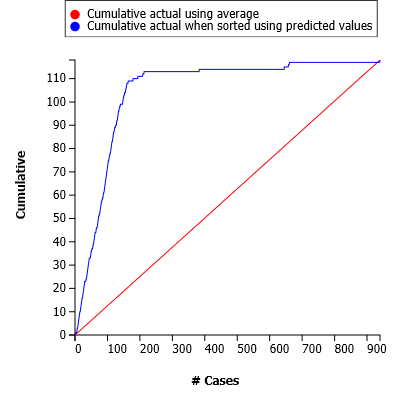 Cumulative actual using average
Cumulative actual when sorted using predicted values
110
100
90
80
70
60
50
40
30
20
10
0
Cumulative
0 100 200 300 400 500 600 700 800 900
# Cases